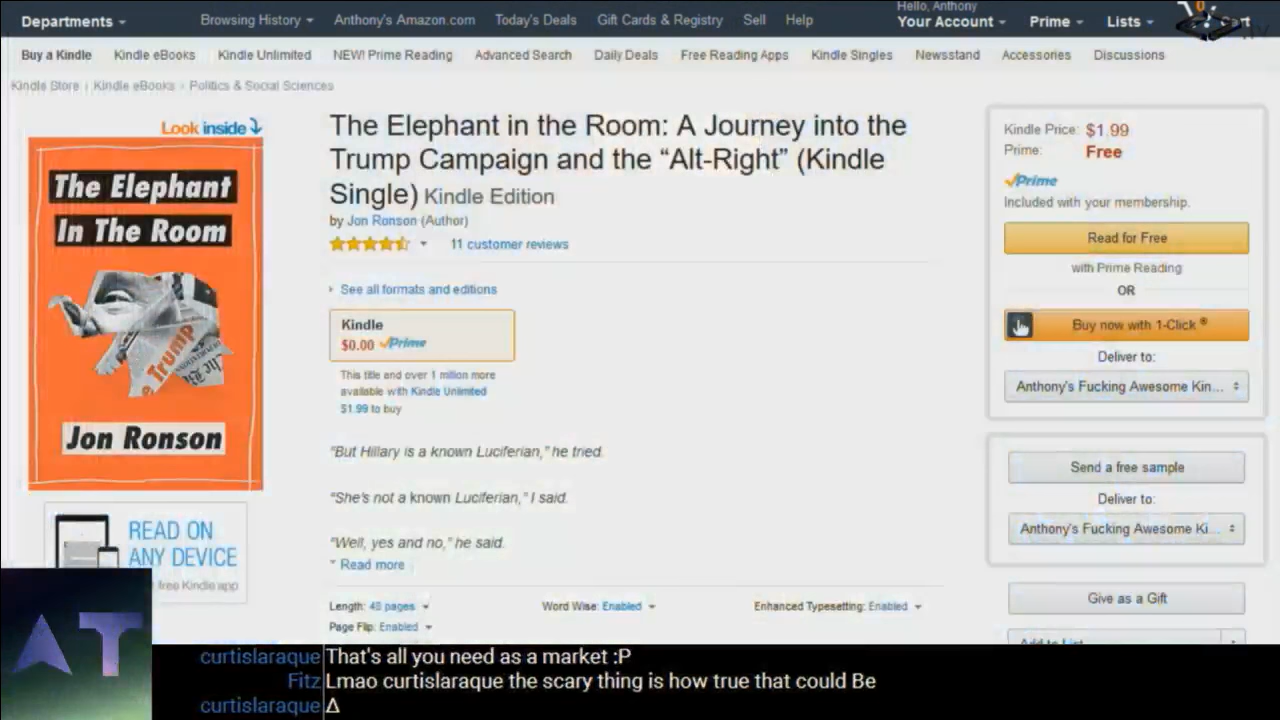 Hello, Anthony
Departments Browsing History Anthony's Amazon.com Today's Deals Gift Cards & Registry Sell Help Your Account Prime Lists
Buy a Kindle Kindle eBooks Kindle Unlimited NEW! Prime Reading Advanced Search Daily Deals Free Reading Apps Kindle Singles Newsstand Accessories Discussions
Kindle Store Kindle eBooks › Politics & Social Sciences
Look inside
The Elephant
In The Room
Trump
Jon Ronson
READ ON
ANY DEVICE
free Kindle app
The Elephant in the Room: A Journey into the
Trump Campaign and the “Alt-Right” (Kindle
Single) Kindle Edition
by Jon Ronson (Author)
11 customer reviews
See all formats and editions
Kindle
$0.00 Prime
This title and over 1 million more
available with Kindle Unlimited
$1.99 to buy
“But Hillary is a known Luciferian,” he tried.
“She's not a known Luciferian,” I said.
“Well, yes and no,” he said.
Read more
Length: 48 pages Word Wise: Enabled Enhanced Typesetting: Enabled
Page Flip: Enabled
Kindle Price: $1.99
Prime: Free
Prime
Included with your membership.
Read for Free
with Prime Reading
OR
Buy now with 1-Click ®
Deliver to:
Anthony's Fucking Awesome Kin...
Send a free sample
Deliver to:
Anthony's Fucking Awesome Ki...
Give as a Gift
Add to List
AT
curtislaraque That's all you need as a market :P
Fitz Lmao curtislaraque the scary thing is how true that could Be
curtislaraque Δ